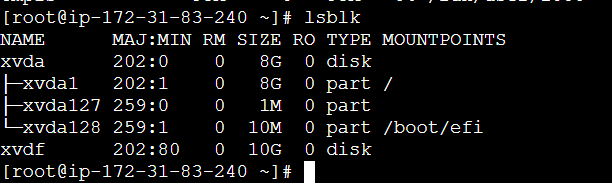 [root@ip-172-31-83-240 ~]# lsblk
NAME     MAJ:MIN RM SIZE RO TYPE MOUNTPOINTS
xvda     202:0    0   8G  0 disk
├─xvda1  202:1    0   8G  0 part /
├─xvda127 259:0   0   1M  0 part
└─xvda128 259:1   0  10M  0 part /boot/efi
xvdf     202:80   0  10G  0 disk
[root@ip-172-31-83-240 ~]#